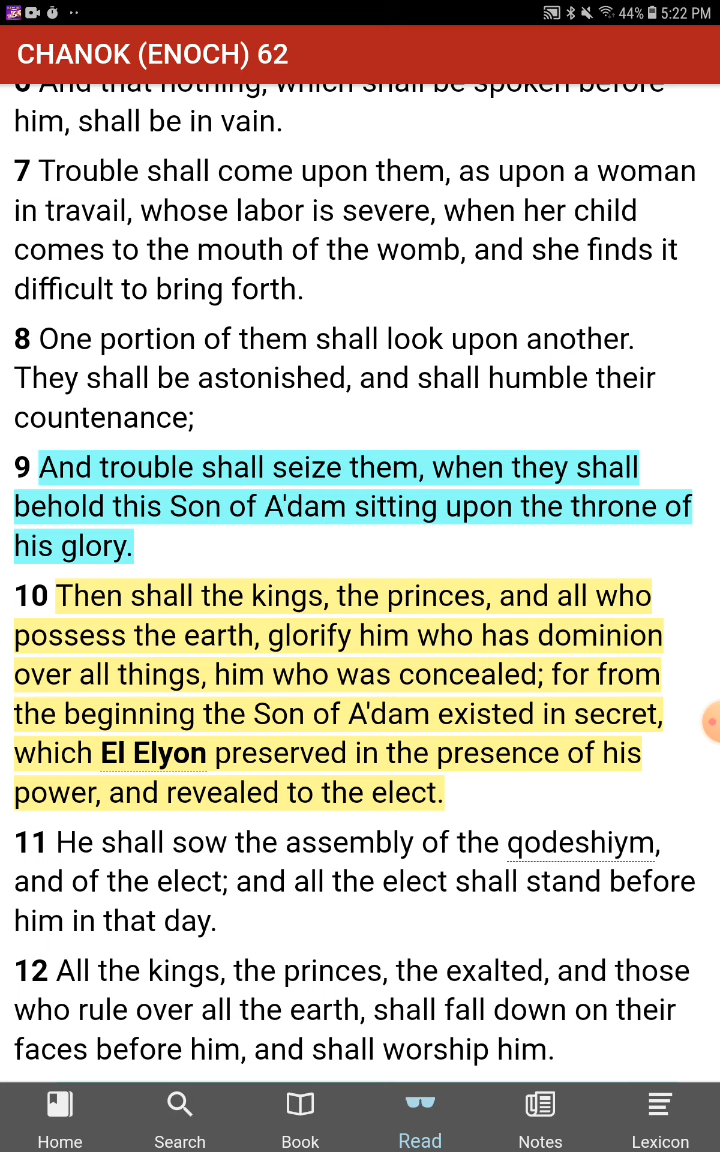 44% 5:22 PM
CHANOK (ENOCH) 62
6 And that nothing, which shall be spoken before
him, shall be in vain.
7 Trouble shall come upon them, as upon a woman
in travail, whose labor is severe, when her child
comes to the mouth of the womb, and she finds it
difficult to bring forth.
8 One portion of them shall look upon another.
They shall be astonished, and shall humble their
countenance;
9 And trouble shall seize them, when they shall
behold this Son of A'dam sitting upon the throne of
his glory.
10 Then shall the kings, the princes, and all who
possess the earth, glorify him who has dominion
over all things, him who was concealed; for from
the beginning the Son of A'dam existed in secret,
which El Elyon preserved in the presence of his
power, and revealed to the elect.
11 He shall sow the assembly of the qodeshiym,
and of the elect; and all the elect shall stand before
him in that day.
12 All the kings, the princes, the exalted, and those
who rule over all the earth, shall fall down on their
faces before him, and shall worship him.
Home Search Book Read Notes Lexicon